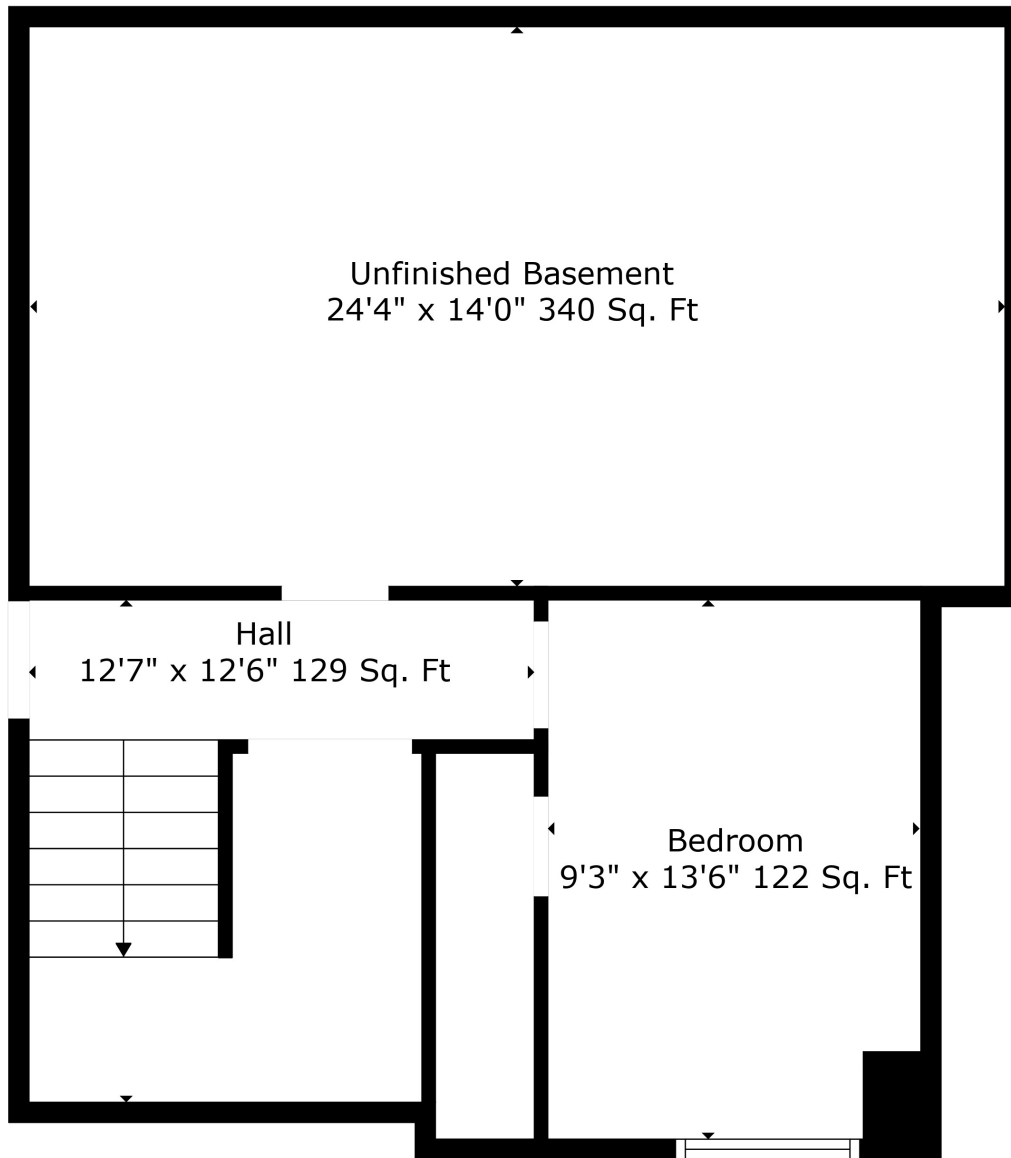 Unfinished Basement
24'4" x 14'0" 340 Sq. Ft
Hall
12'7" x 12'6" 129 Sq. Ft
Bedroom
9'3" x 13'6" 122 Sq. Ft